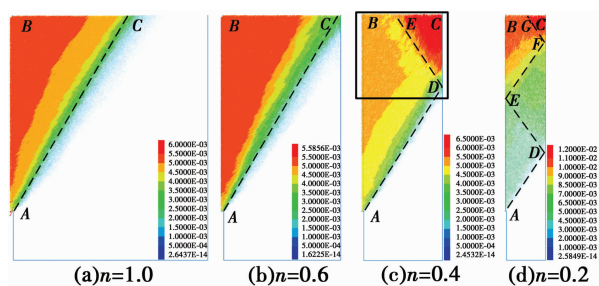 B
C
A
6.0000E-03
5.5000E-03
5.0000E-03
4.5000E-03
4.0000E-03
3.5000E-03
3.0000E-03
2.5000E-03
2.0000E-03
1.5000E-03
1.0000E-03
5.0000E-04
2.6437E-14
(a)n=1.0
B
C
A
5.5856E-03
5.5000E-03
5.0000E-03
4.5000E-03
4.0000E-03
3.5000E-03
3.0000E-03
2.5000E-03
2.0000E-03
1.5000E-03
1.0000E-03
5.0000E-04
1.6225E-14
(b)n=0.6
B
E
C
D
A
6.5000E-03
6.0000E-03
5.5000E-03
5.0000E-03
4.5000E-03
4.0000E-03
3.5000E-03
3.0000E-03
2.5000E-03
2.0000E-03
1.5000E-03
1.0000E-03
5.0000E-04
2.4532E-14
(c)n=0.4
B
G
C
F
E
D
A
1.2000E-02
1.1000E-02
1.0000E-02
9.0000E-03
8.0000E-03
7.0000E-03
6.0000E-03
5.0000E-03
4.0000E-03
3.0000E-03
2.0000E-03
1.0000E-03
2.5849E-14
(d)n=0.2